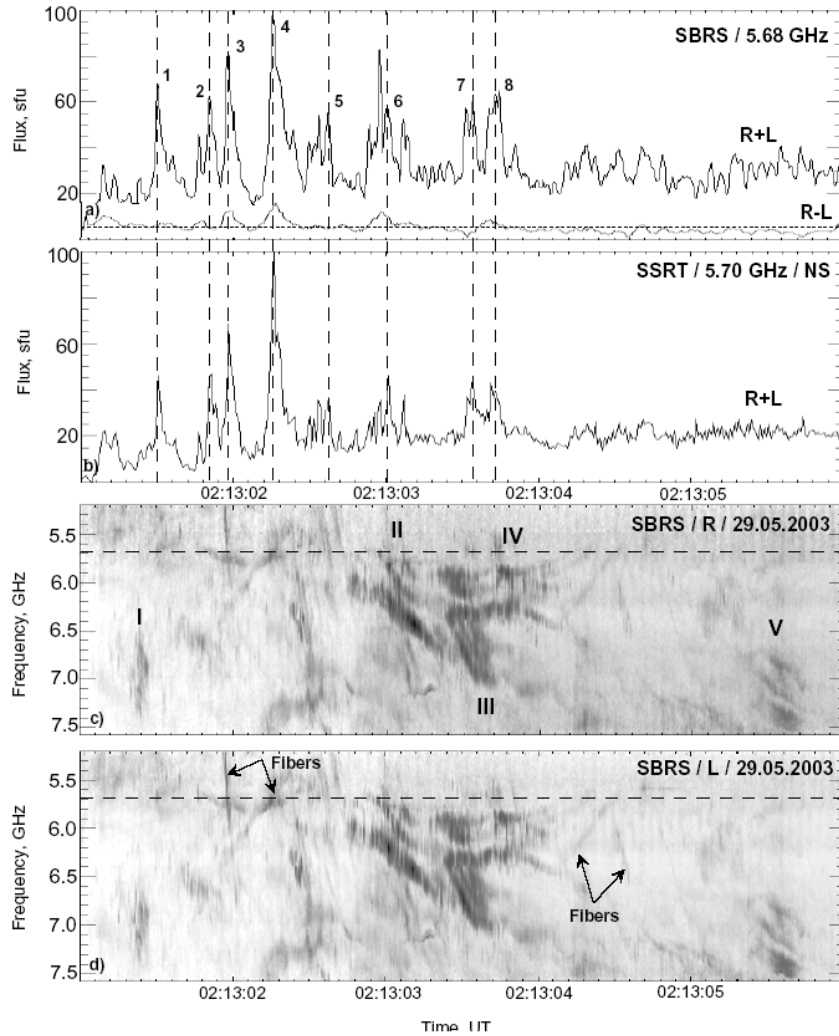 100
SBRS / 5.68 GHz
4
3
1
2
5
6
7
8
Flux, sfu
60
R+L
20
a)
R-L
100
SSRT / 5.70 GHz / NS
Flux, sfu
60
R+L
20
b)
02:13:02
02:13:03
02:13:04
02:13:05
SBRS / R / 29.05.2003
5.5
II
IV
6.0
Frequency, GHz
I
6.5
V
7.0
III
7.5
c)
SBRS / L / 29.05.2003
5.5
Fibers
6.0
Frequency, GHz
6.5
Fibers
7.0
7.5
d)
02:13:02
02:13:03
02:13:04
02:13:05
Time, UT